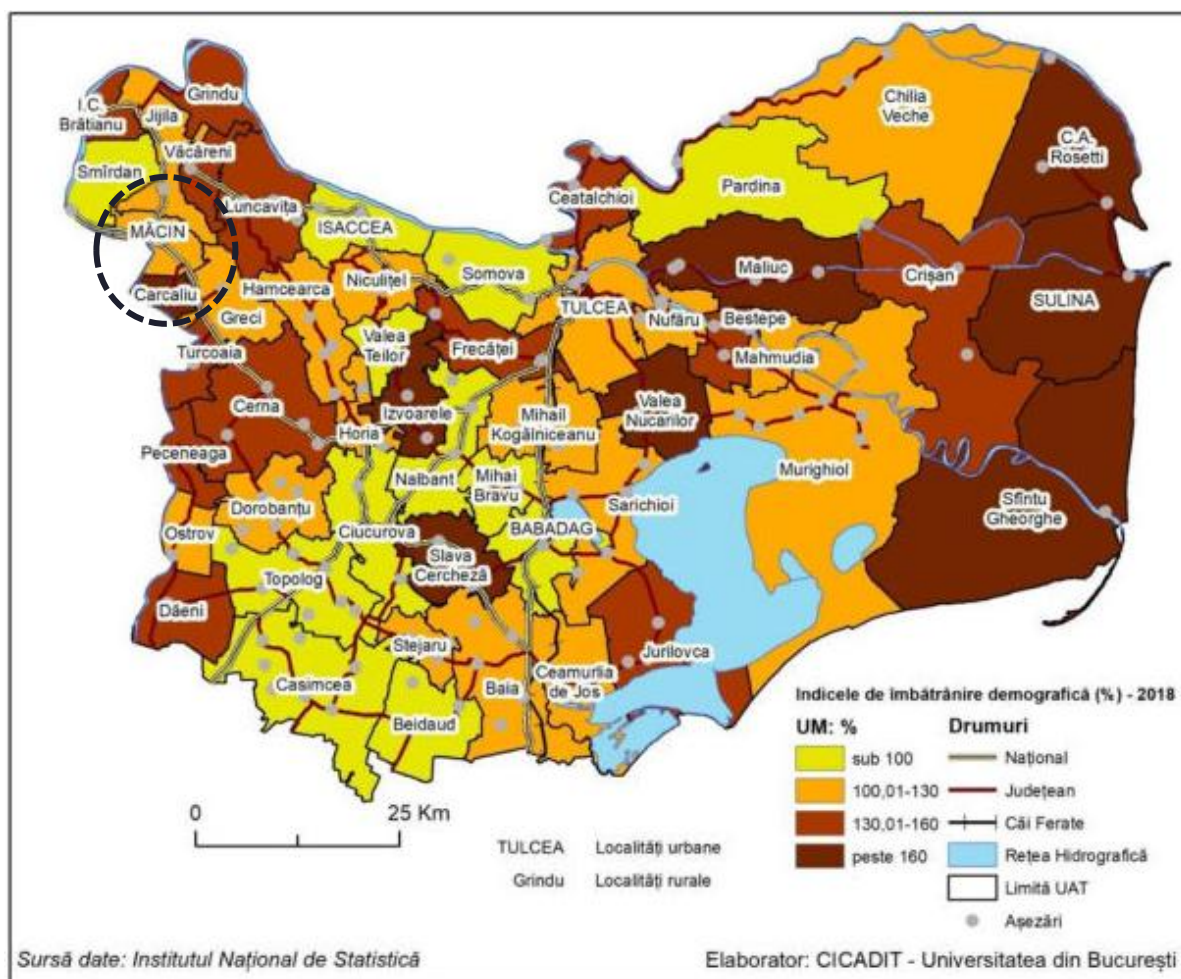 Grindu
I.C.
Brătianu
Jijila
Văcăreni
Smîrdan
Chilia
Veche
C.A.
Rosetti
Ceatalchioi
Pardina
Luncavița
ISACCEA
MĂCIN
Niculițel
Somova
Maliuc
Crișan
Carcaliu
Hamcearca
SULINA
TULCEA
Greci
Nufăru
Bestepe
Valea
Teilor
Frecăței
Turcoaia
Mahmudia
Cerna
Izvoarele
Mihail
Kogălniceanu
Valea
Nucarilor
Horia
Peceneaga
Nalbant
Mihai
Bravu
Murighiol
Dorobanțu
Sarichioi
Sfîntu
Gheorghe
Ostrov
Ciucurova
BABADAG
Slava
Cercheză
Topolog
Dăeni
Stejaru
Jurilovca
Ceamurlia
de Jos
Casimcea
Baia
Beidaud
Indicele de îmbătrânire demografică (%) - 2018
UM: %
sub 100
100,01-130
130,01-160
peste 160
Drumuri
Național
Județean
Căi Ferate
Rețea Hidrografică
Limită UAT
Așezări
0 25 Km
TULCEA Localități urbane
Grindu Localități rurale
Sursă date: Institutul Național de Statistică
Elaborator: CICADIT - Universitatea din București